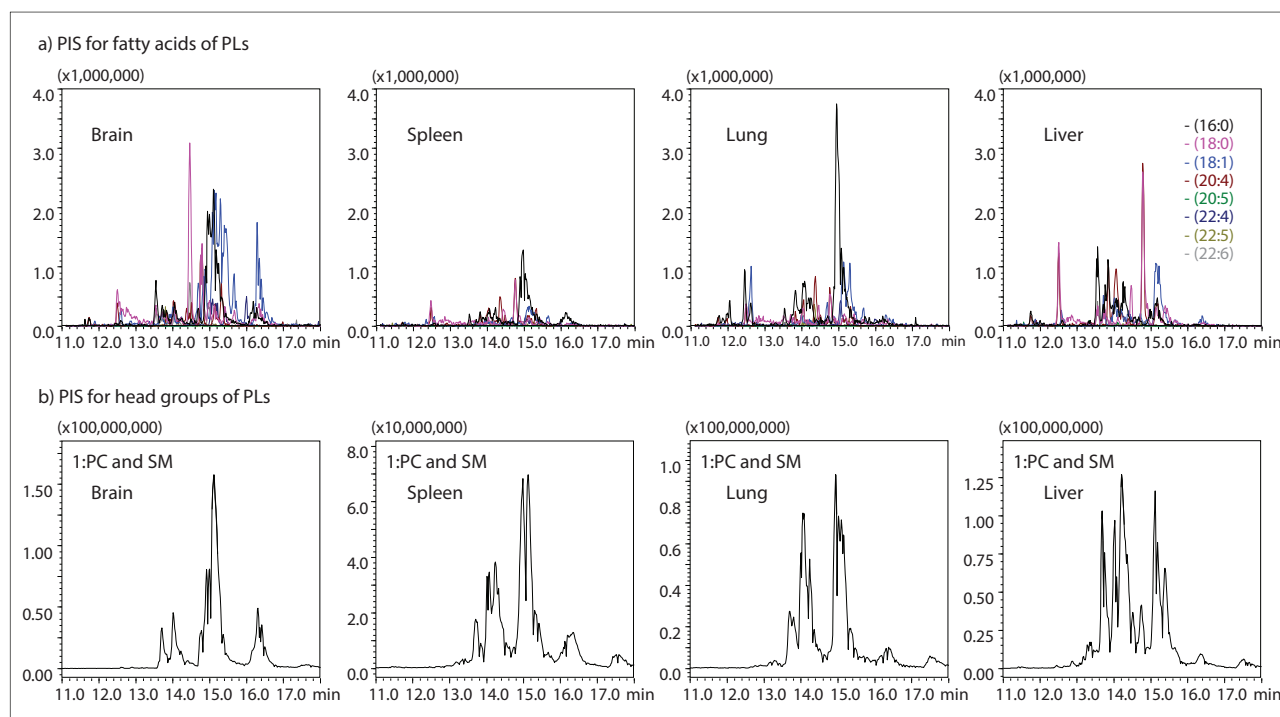 a) PIS for fatty acids of PLs
(x1,000,000) (x1,000,000) (x1,000,000) (x1,000,000)
4.0 4.0 4.0 4.0
Brain Spleen Lung Liver
- (16:0)
- (18:0)
- (18:1)
- (20:4)
- (20:5)
- (22:4)
- (22:5)
- (22:6)
3.0 3.0 3.0 3.0
2.0 2.0 2.0 2.0
1.0 1.0 1.0 1.0
0.0 0.0 0.0 0.0
11.0 12.0 13.0 14.0 15.0 16.0 17.0 min 11.0 12.0 13.0 14.0 15.0 16.0 17.0 min 11.0 12.0 13.0 14.0 15.0 16.0 17.0 min 11.0 12.0 13.0 14.0 15.0 16.0 17.0 min
b) PIS for head groups of PLs
(x100,000,000) (x10,000,000) (x100,000,000) (x100,000,000)
1:PC and SM 1:PC and SM 1:PC and SM 1:PC and SM
Brain Spleen Lung Liver
1.50
1.00
0.50
0.00
8.0
6.0
4.0
2.0
0.0
1.0
0.8
0.6
0.4
0.2
0.0
1.25
1.00
0.75
0.50
0.25
0.00
11.0 12.0 13.0 14.0 15.0 16.0 17.0 min 11.0 12.0 13.0 14.0 15.0 16.0 17.0 min 11.0 12.0 13.0 14.0 15.0 16.0 17.0 min 11.0 12.0 13.0 14.0 15.0 16.0 17.0 min